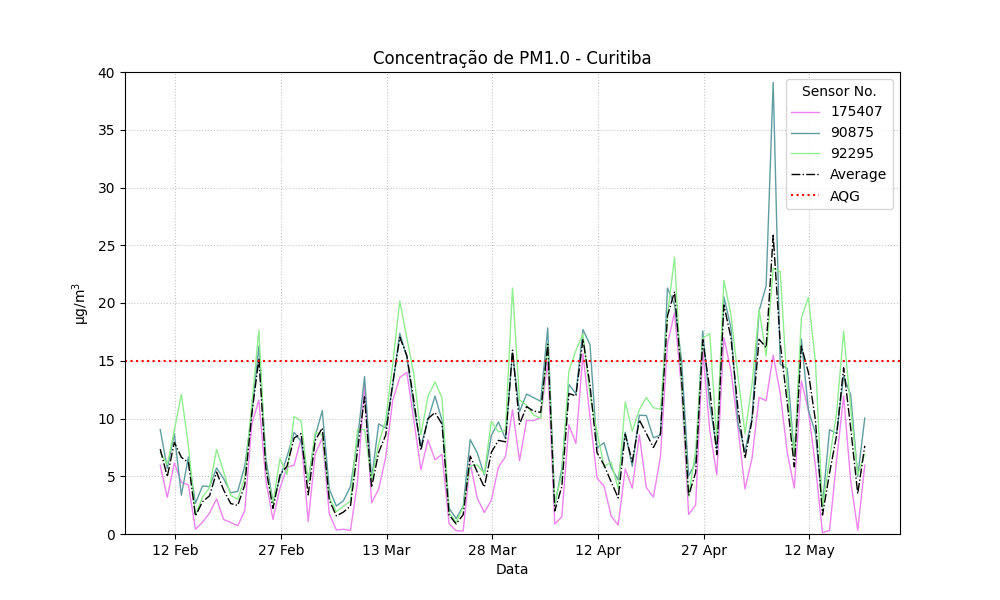 Concentração de PM1.0 - Curitiba
40
35
30
25
20
15
10
5
0
µg/m³
Sensor No.
175407
90875
92295
Average
AQG
12 Feb
27 Feb
13 Mar
28 Mar
12 Apr
27 Apr
12 May
Data